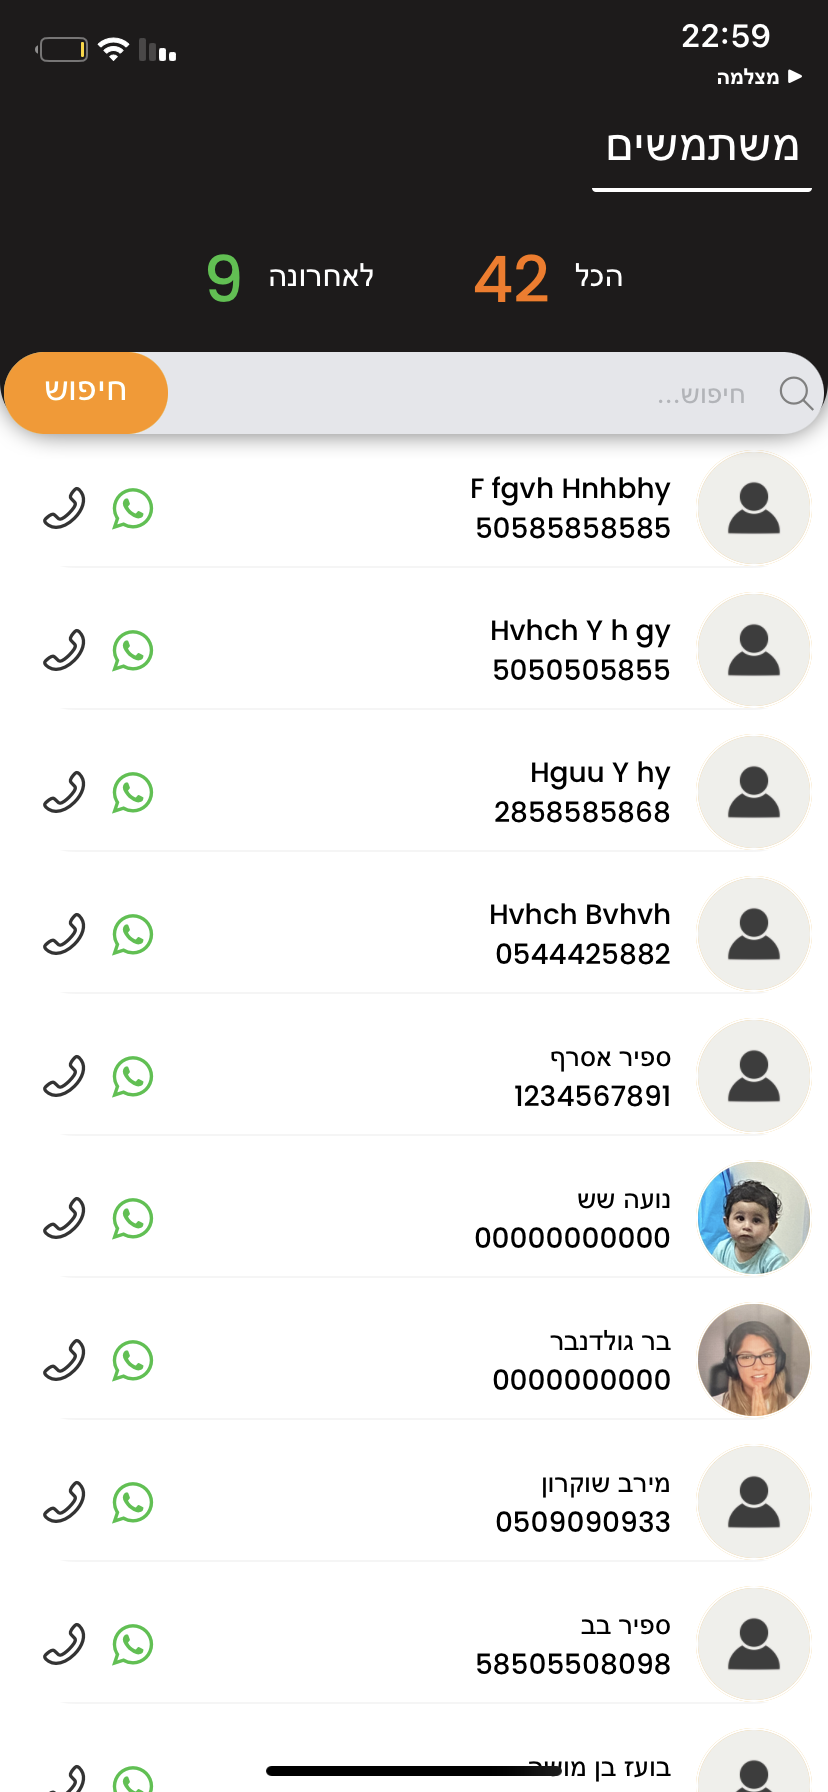 22:59
מצלמה
משתמשים
הכל 42 לאחרונה 9
חיפוש... חיפוש
F fgvh Hnhbhy
50585858585
Hvhch Y h gy
5050505855
Hguu Y hy
2858585868
Hvhch Bvhvh
0544425882
ספיר אסרף
1234567891
נועה שש
00000000000
בר גולדנבר
0000000000
מירב שוקרון
0509090933
ספיר בב
58505508098
בועז בן